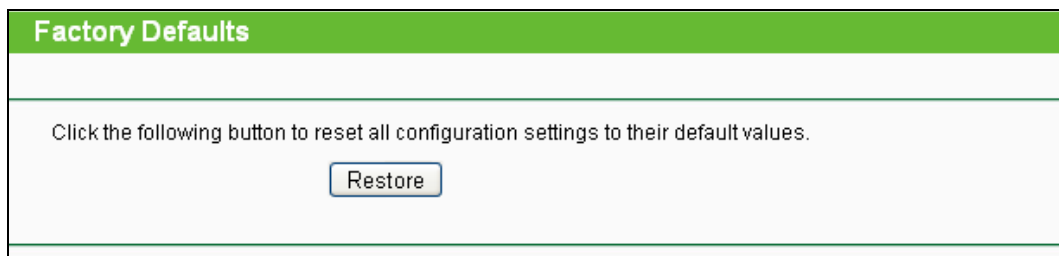 Factory Defaults
Click the following button to reset all configuration settings to their default values.
Restore